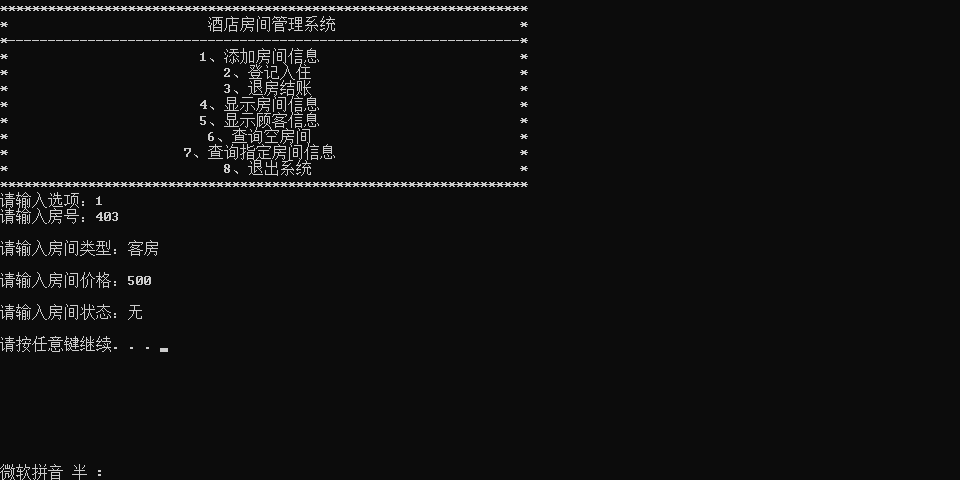 ******************************************************************
* 酒店房间管理系统 *
*----------------------------------------------------------------*
* 1、添加房间信息 *
* 2、登记入住 *
* 3、退房结账 *
* 4、显示房间信息 *
* 5、显示顾客信息 *
* 6、查询空房间 *
* 7、查询指定房间信息 *
* 8、退出系统 *
******************************************************************
请输入选项：1
请输入房号：403
请输入房间类型：客房
请输入房间价格：500
请输入房间状态：无
请按任意键继续. . .
微软拼音 半 :